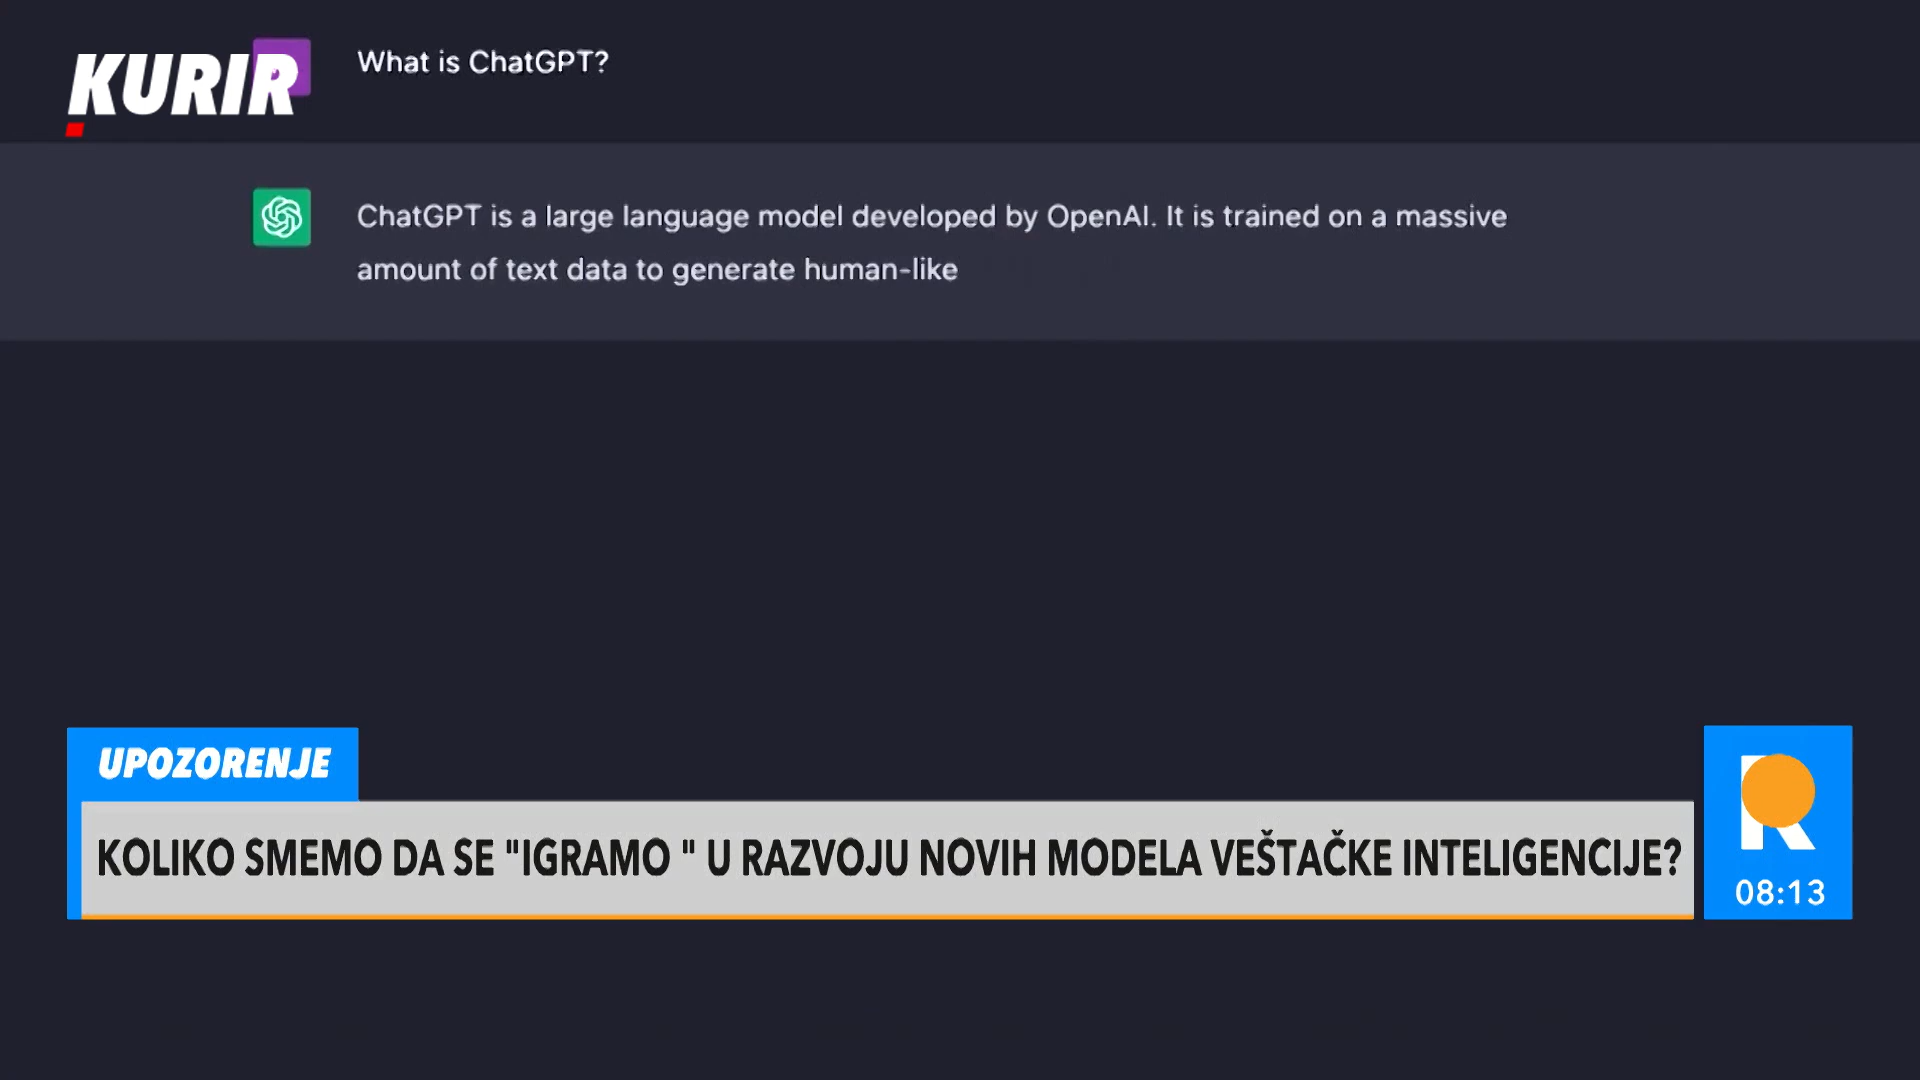 KURIR
What is ChatGPT?
ChatGPT is a large language model developed by OpenAI. It is trained on a massive
amount of text data to generate human-like
UPOZORENJE
KOLIKO SMEMO DA SE "IGRAMO " U RAZVOJU NOVIH MODELA VEŠTAČKE INTELIGENCIJE?
R
08:13